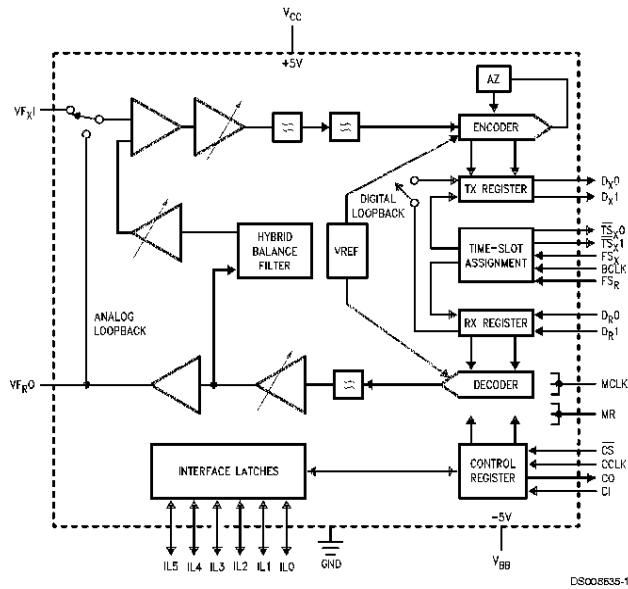 VCC
+5V
VFXI
AZ
ENCODER
TX REGISTER
DX0
DX1
DIGITAL
LOOPBACK
HYBRID
BALANCE
FILTER
VREF
TIME-SLOT
ASSIGNMENT
TSX0
TSX1
FSX
BCLK
FSR
ANALOG
LOOPBACK
RX REGISTER
DR0
DR1
VFRO
DECODER
MCLK
MR
INTERFACE LATCHES
CONTROL
REGISTER
CS
CCLK
CO
CI
-5V
IL5 IL4 IL3 IL2 IL1 IL0
GND
VBB
DS008635-1